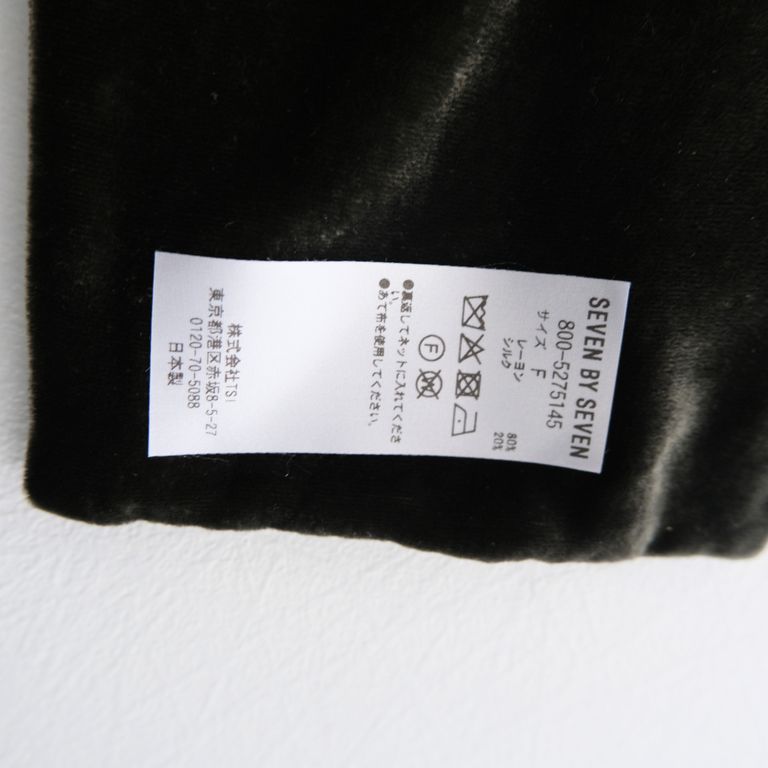 SEVEN BY SEVEN
800-5275145
サイズ F
レーヨン 80%
シルク 20%
F
●裏返してネットに入れてくださ
い。
●あて布を使用してください。
株式会社TSI
東京都港区赤坂8-5-27
0120-70-5088
日本製